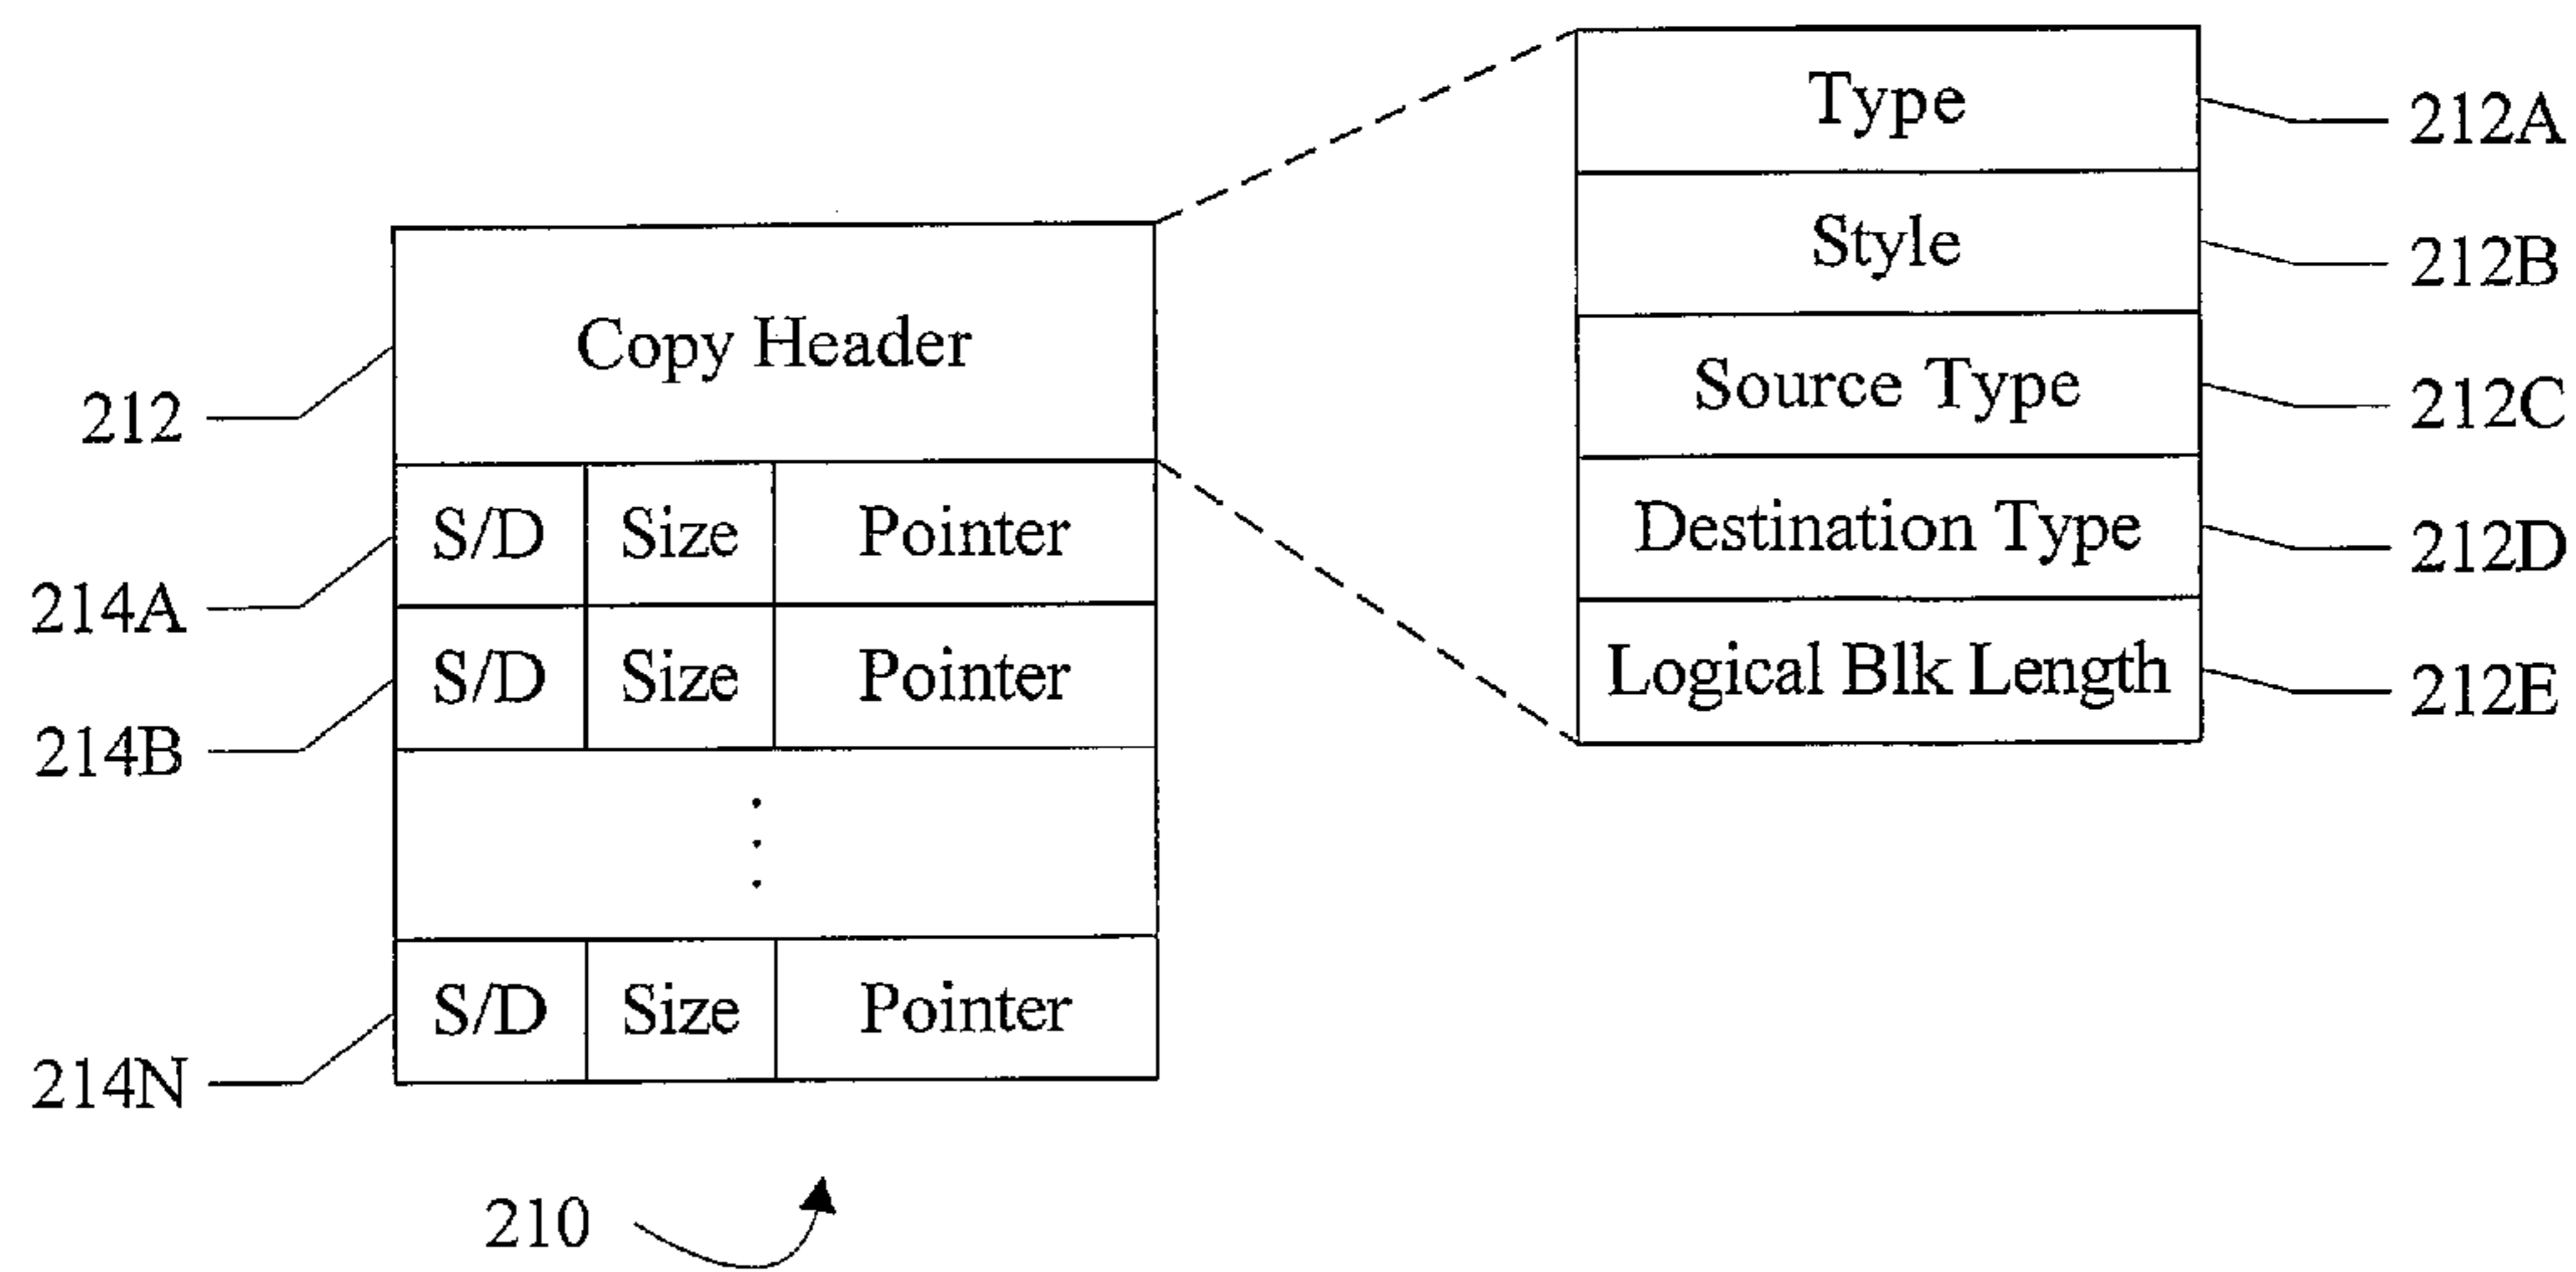 Type
212A
Style
212B
Copy Header
Source Type
212C
212
S/D Size Pointer
Destination Type
212D
214A
S/D Size Pointer
Logical Blk Length
212E
214B
S/D Size Pointer
214N
210